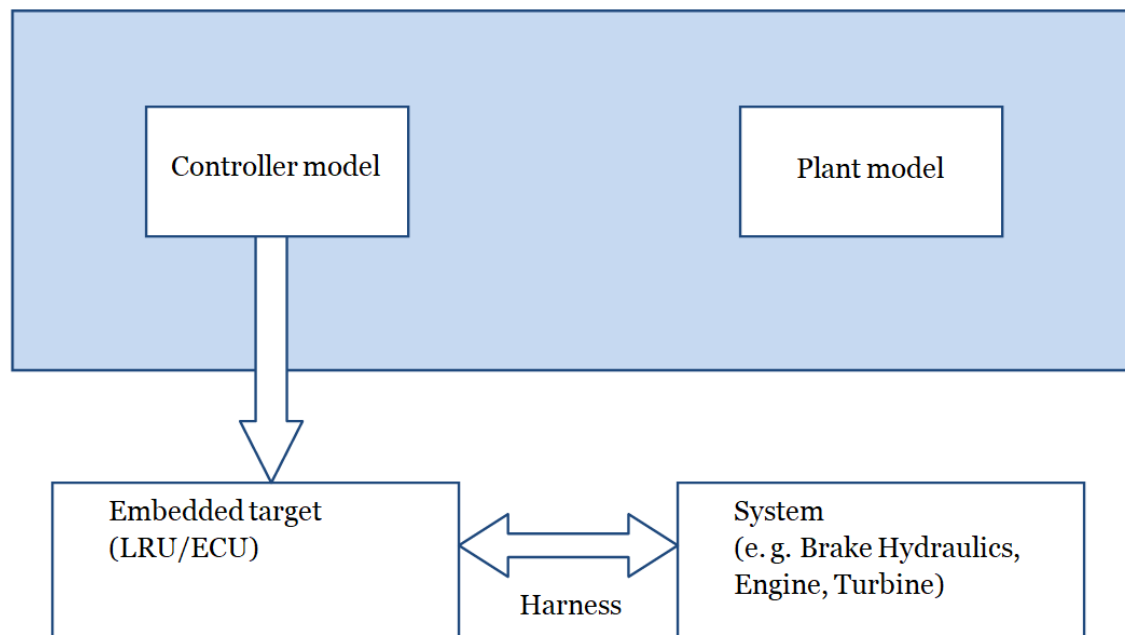 Controller model
Plant model
Embedded target
(LRU/ECU)
Harness
System
(e. g. Brake Hydraulics,
Engine, Turbine)